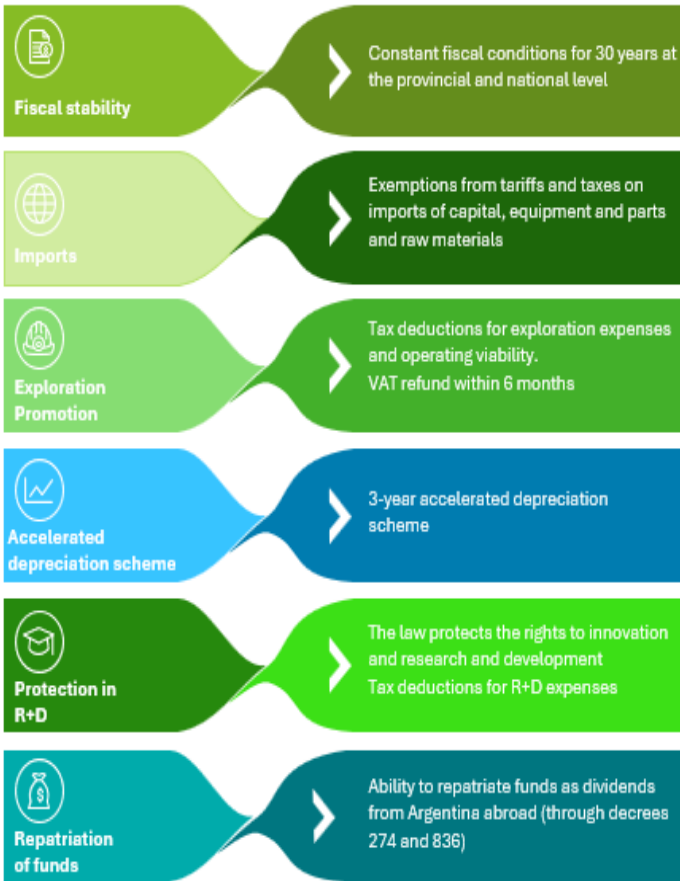 Fiscal stability
Constant fiscal conditions for 30 years at
the provincial and national level
Imports
Exemptions from tariffs and taxes on
imports of capital, equipment and parts
and raw materials
Exploration
Promotion
Tax deductions for exploration expenses
and operating viability.
VAT refund within 6 months
Accelerated
depreciation scheme
3-year accelerated depreciation
scheme
Protection in
R+D
The law protects the rights to innovation
and research and development
Tax deductions for R+D expenses
Repatriation
of funds
Ability to repatriate funds as dividends
from Argentina abroad (through decrees
274 and 836)